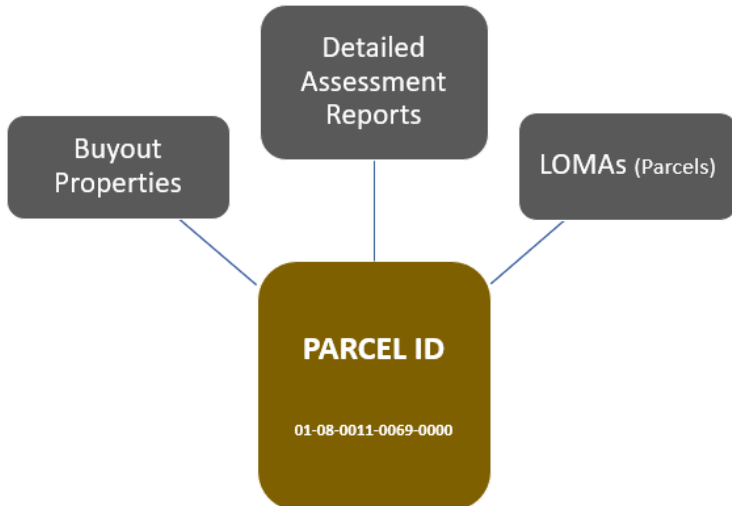 Detailed
Assessment
Reports
Buyout
Properties
LOMAs (Parcels)
PARCEL ID
01-08-0011-0069-0000